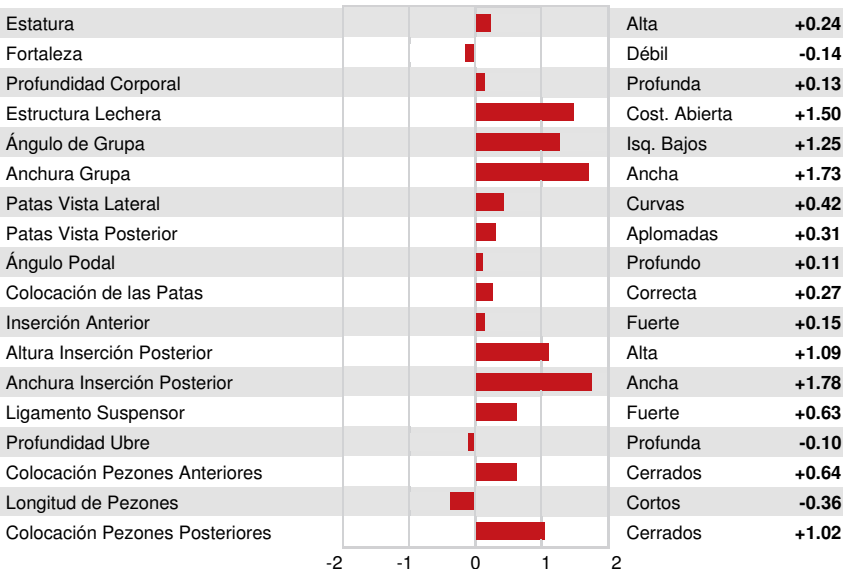 Estatura Alta +0.24
Fortaleza Débil -0.14
Profundidad Corporal Profunda +0.13
Estructura Lechera Cost. Abierta +1.50
Ángulo de Grupa Isq. Bajos +1.25
Anchura Grupa Ancha +1.73
Patas Vista Lateral Curvas +0.42
Patas Vista Posterior Aplomadas +0.31
Ángulo Podal Profundo +0.11
Colocación de las Patas Correcta +0.27
Inserción Anterior Fuerte +0.15
Altura Inserción Posterior Alta +1.09
Anchura Inserción Posterior Ancha +1.78
Ligamento Suspensor Fuerte +0.63
Profundidad Ubre Profunda -0.10
Colocación Pezones Anteriores Cerrados +0.64
Longitud de Pezones Cortos -0.36
Colocación Pezones Posteriores Cerrados +1.02
-2 -1 0 1 2